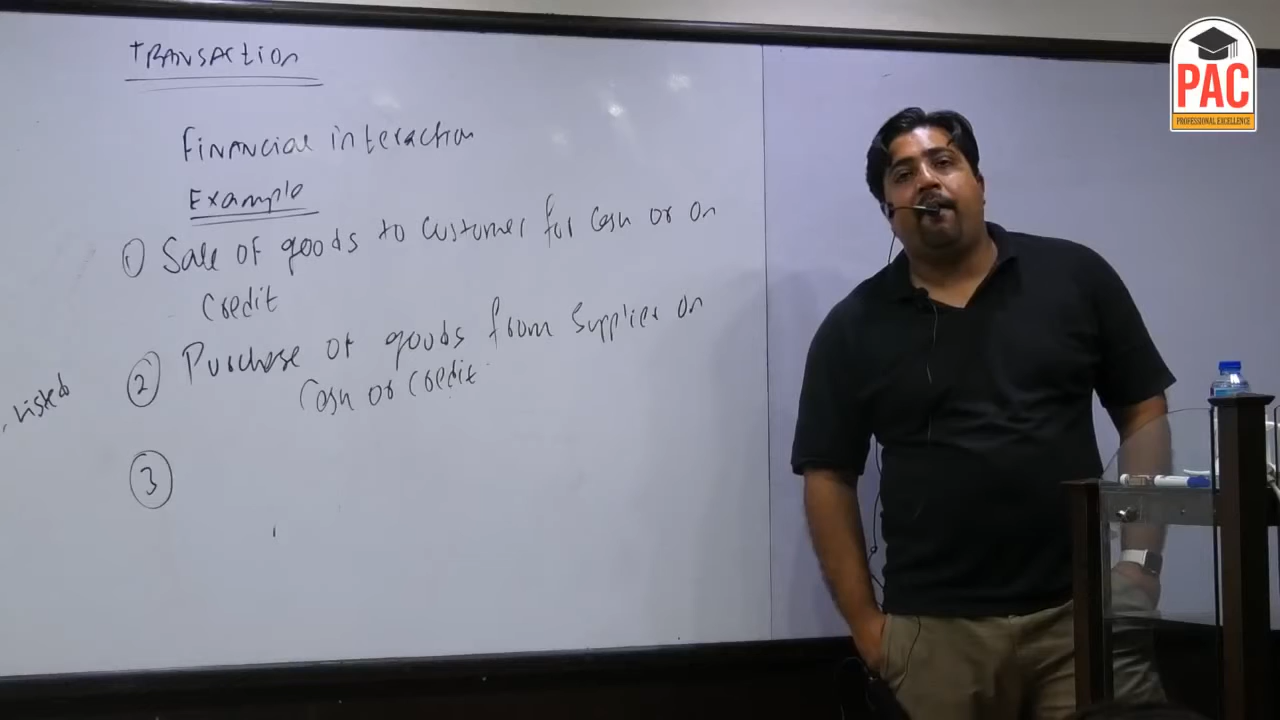 TRANSACTION
Financial interaction
Example
① Sale of goods to customer for cash or on
credit
② Purchase of goods from supplier on
Cash or credit
③
Listed
PAC
PROFESSIONAL EXCELLENCE